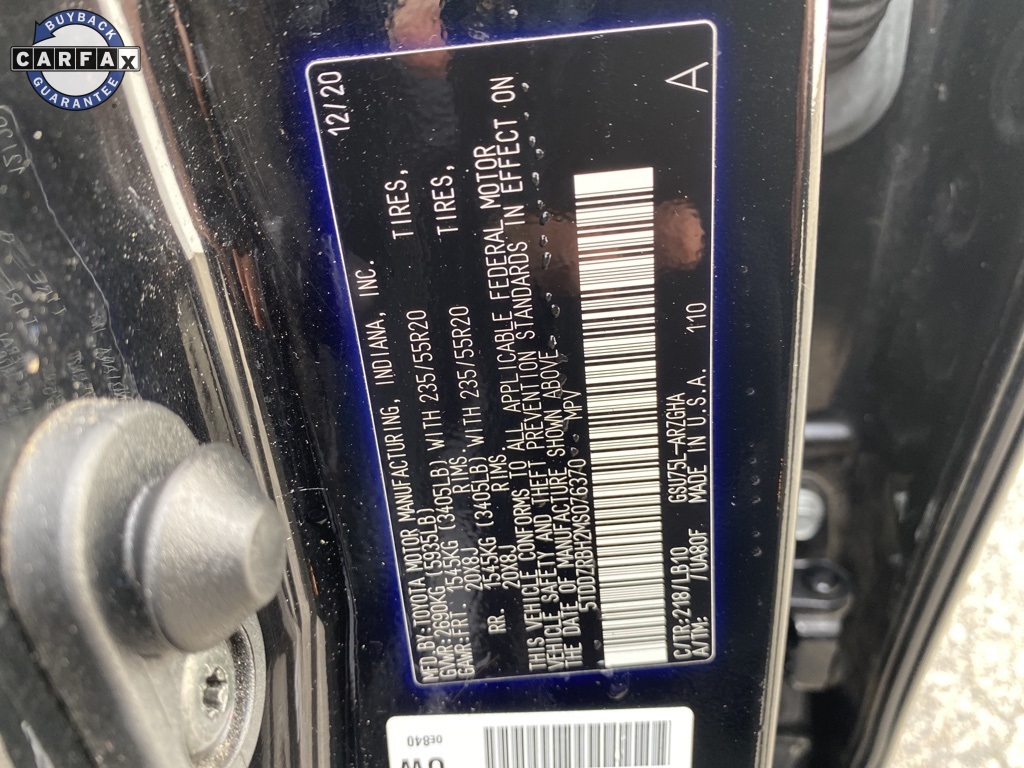 BUYBACK
CARFAX
GUARANTEE
12/20
MFD BY:TOYOTA MOTOR MANUFACTURING, INDIANA, INC.
GVWR:2690KG (5935LB)
GAWR:FRT. 1545KG (3405LB) WITH 235/55R20 TIRES,
20X8J RIMS.
RR. 1545KG (3405LB) WITH 235/55R20 TIRES,
20X8J RIMS.
THIS VEHICLE CONFORMS TO ALL APPLICABLE FEDERAL MOTOR
VEHICLE SAFETY AND THEFT PREVENTION STANDARDS IN EFFECT ON
THE DATE OF MANUFACTURE SHOWN ABOVE.
5TDDZRBH2MS076370 MPV
C/TR:218/LB10 GSU75L-ARZGHA
A/TM: /UA80F MADE IN U.S.A. 110
A
0E840